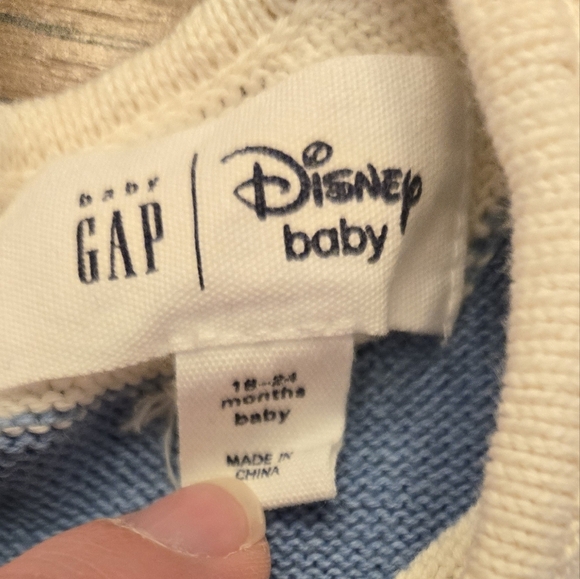 baby
GAP
Disney
baby
18-24
months
baby
MADE IN
CHINA